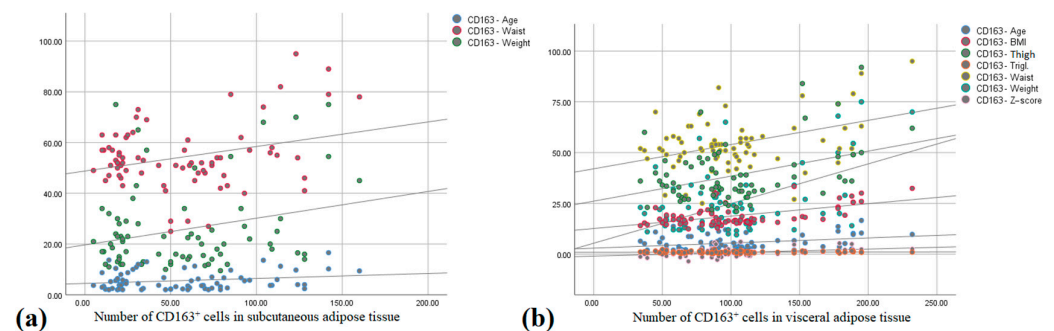 CD163 - Age
CD163 - Waist
CD163 - Weight
100.00
80.00
60.00
40.00
20.00
.00
0.00 50.00 100.00 150.00 200.00
(a) Number of CD163⁺ cells in subcutaneous adipose tissue
CD163 - Age
CD163 - BMI
CD163 - Thigh
CD163 - Trigl.
CD163 - Waist
CD163 - Weight
CD163 - Z-score
100.00
75.00
50.00
25.00
0.00
0.00 50.00 100.00 150.00 200.00 250.00
(b) Number of CD163⁺ cells in visceral adipose tissue